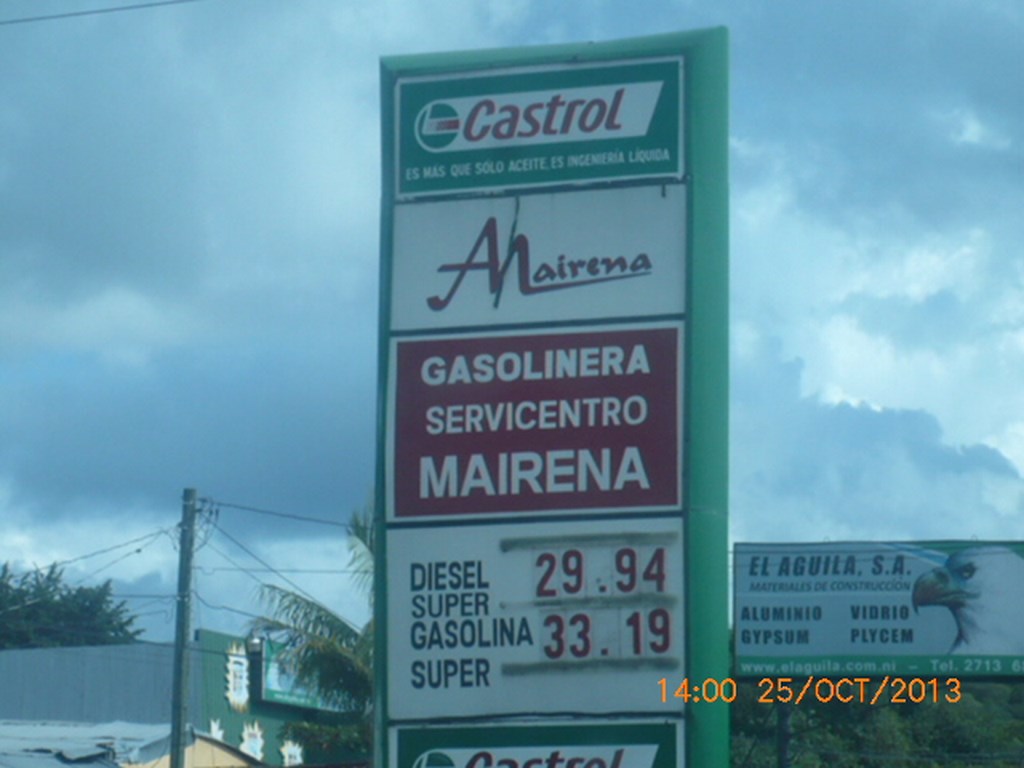 Castrol
ES MÁS QUE SÓLO ACEITE, ES INGENIERÍA LÍQUIDA
Mairena
GASOLINERA
SERVICENTRO
MAIRENA
DIESEL SUPER 29.94
GASOLINA SUPER 33.19
Castrol
EL AGUILA, S.A.
MATERIALES DE CONSTRUCCIÓN
ALUMINIO VIDRIO
GYPSUM PLYCEM
www.elaguila.com.ni - Tel. 2713
14:00 25/OCT/2013